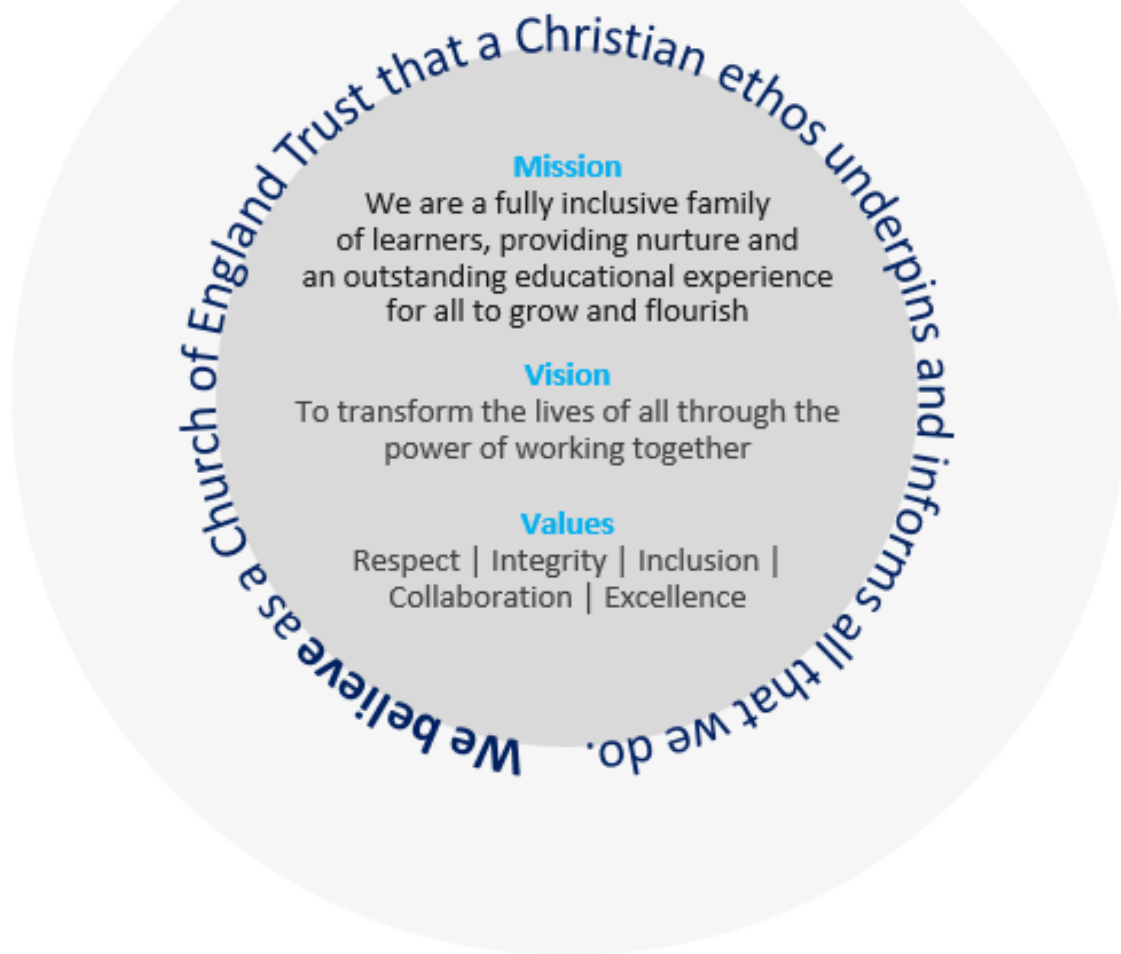 We believe as a Church of England Trust that a Christian ethos underpins and informs all that we do.
Mission
We are a fully inclusive family
of learners, providing nurture and
an outstanding educational experience
for all to grow and flourish
Vision
To transform the lives of all through the
power of working together
Values
Respect | Integrity | Inclusion |
Collaboration | Excellence